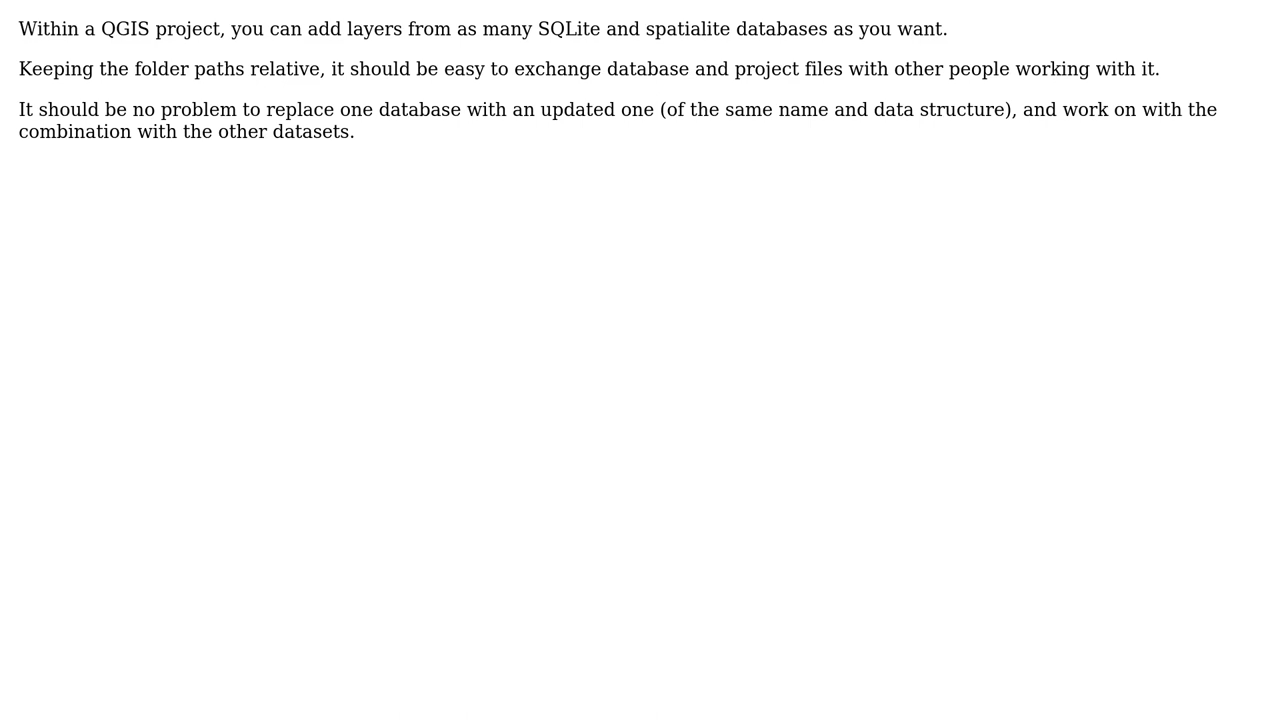 Within a QGIS project, you can add layers from as many SQLite and spatialite databases as you want.
Keeping the folder paths relative, it should be easy to exchange database and project files with other people working with it.
It should be no problem to replace one database with an updated one (of the same name and data structure), and work on with the
combination with the other datasets.